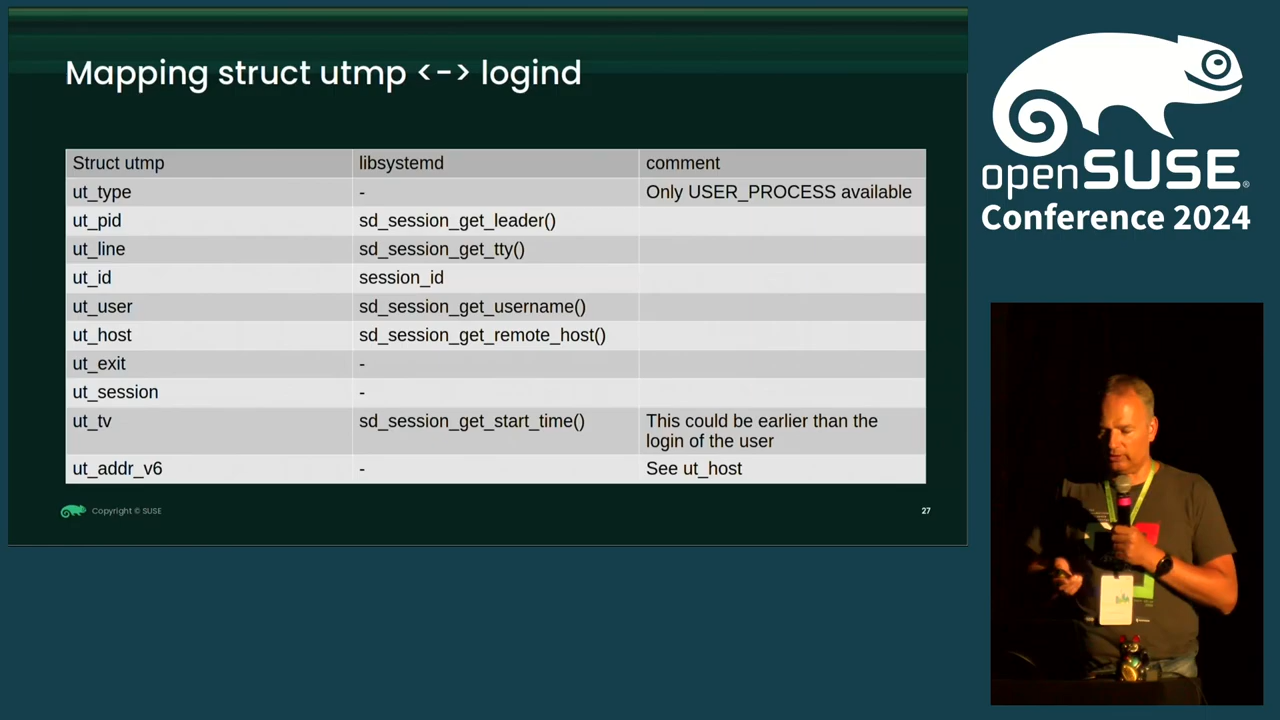 Mapping struct utmp <-> logind
Struct utmp libsystemd comment
ut_type - Only USER_PROCESS available
ut_pid sd_session_get_leader()
ut_line sd_session_get_tty()
ut_id session_id
ut_user sd_session_get_username()
ut_host sd_session_get_remote_host()
ut_exit -
ut_session -
ut_tv sd_session_get_start_time() This could be earlier than the
login of the user
ut_addr_v6 - See ut_host
Copyright © SUSE
27
openSUSE®
Conference 2024